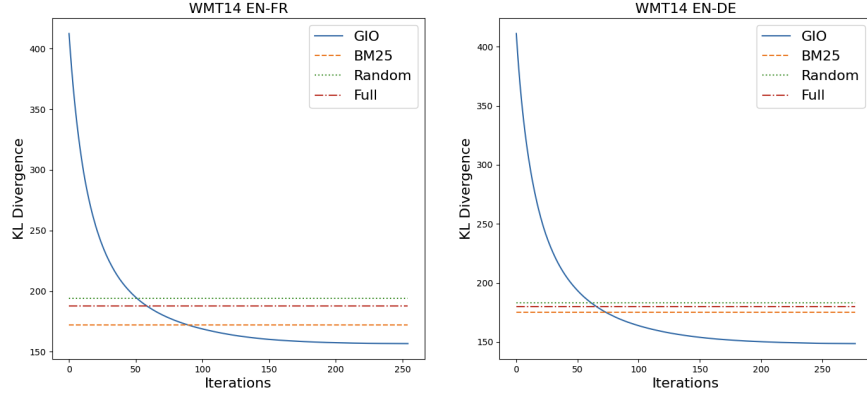 WMT14 EN-FR
KL Divergence
400
350
300
250
200
150
GIO
BM25
Random
Full
0
50
100
150
200
250
Iterations
WMT14 EN-DE
KL Divergence
400
350
300
250
200
150
GIO
BM25
Random
Full
0
50
100
150
200
250
Iterations